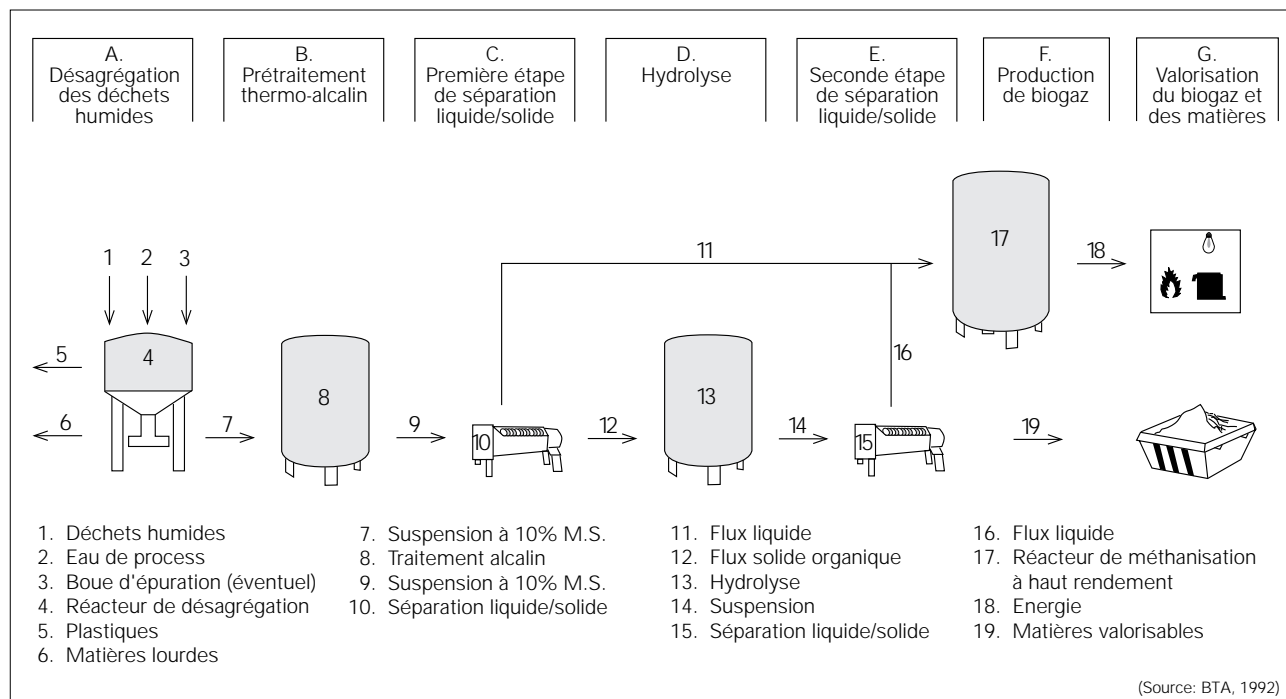 A.
Désagrégation
des déchets
humides
B.
Prétraitement
thermo-alcalin
C.
Première étape
de séparation
liquide/solide
D.
Hydrolyse
E.
Seconde étape
de séparation
liquide/solide
F.
Production
de biogaz
G.
Valorisation
du biogaz et
des matières
1 2 3
4
5
6
7
8
9
10
11
12
13
14
15
16
17
18
19
1. Déchets humides
2. Eau de process
3. Boue d'épuration (éventuel)
4. Réacteur de désagrégation
5. Plastiques
6. Matières lourdes
7. Suspension à 10% M.S.
8. Traitement alcalin
9. Suspension à 10% M.S.
10. Séparation liquide/solide
11. Flux liquide
12. Flux solide organique
13. Hydrolyse
14. Suspension
15. Séparation liquide/solide
16. Flux liquide
17. Réacteur de méthanisation
à haut rendement
18. Energie
19. Matières valorisables
(Source: BTA, 1992)